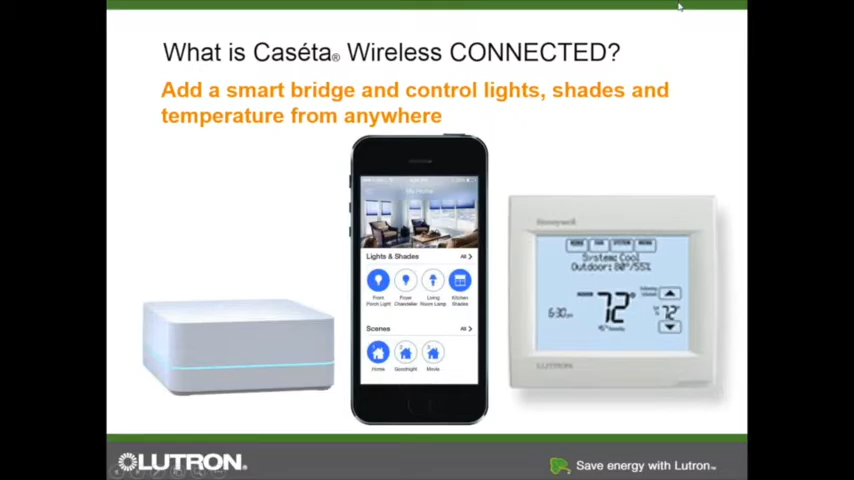 What is Caséta® Wireless CONNECTED?
Add a smart bridge and control lights, shades and
temperature from anywhere
My Home
Lights & Shades All >
Front Porch Light
Foyer Chandelier
Living Room Lamp
Kitchen Shades
Scenes All >
Home Goodnight Movie
Honeywell
System: Cool
Outdoor: 80°/55%
6:30 pm 72° 72°
LUTRON
LUTRON®
Save energy with Lutron™